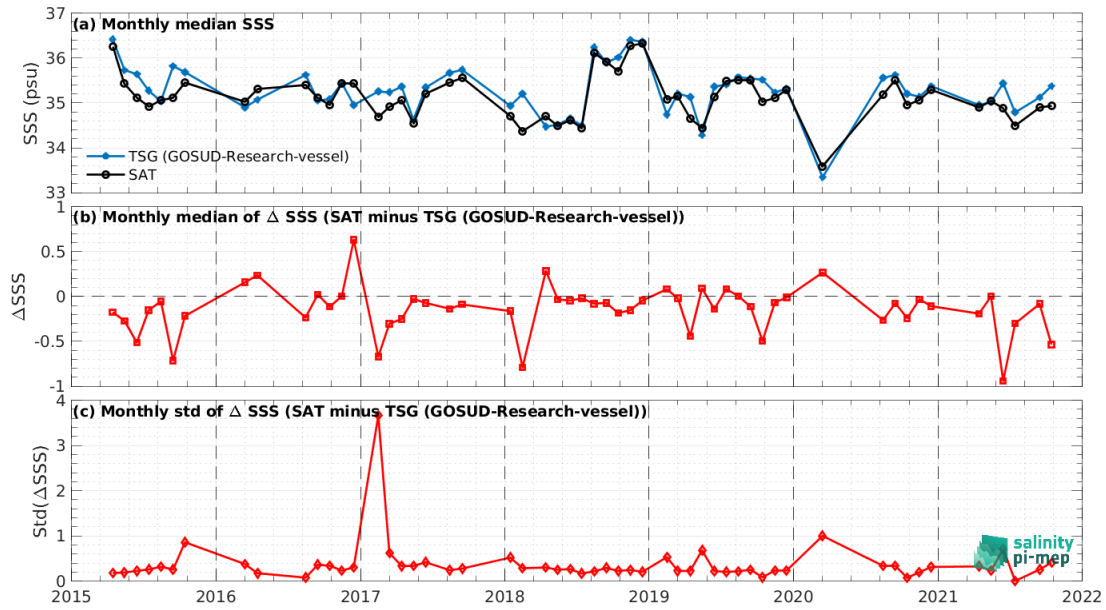 (a) Monthly median SSS
37
36
35
34
33
SSS (psu)
TSG (GOSUD-Research-vessel)
SAT
(b) Monthly median of Δ SSS (SAT minus TSG (GOSUD-Research-vessel))
1
0.5
0
-0.5
-1
ΔSSS
(c) Monthly std of Δ SSS (SAT minus TSG (GOSUD-Research-vessel))
4
3
2
1
0
Std(ΔSSS)
salinity
pi-mep
2015 2016 2017 2018 2019 2020 2021 2022